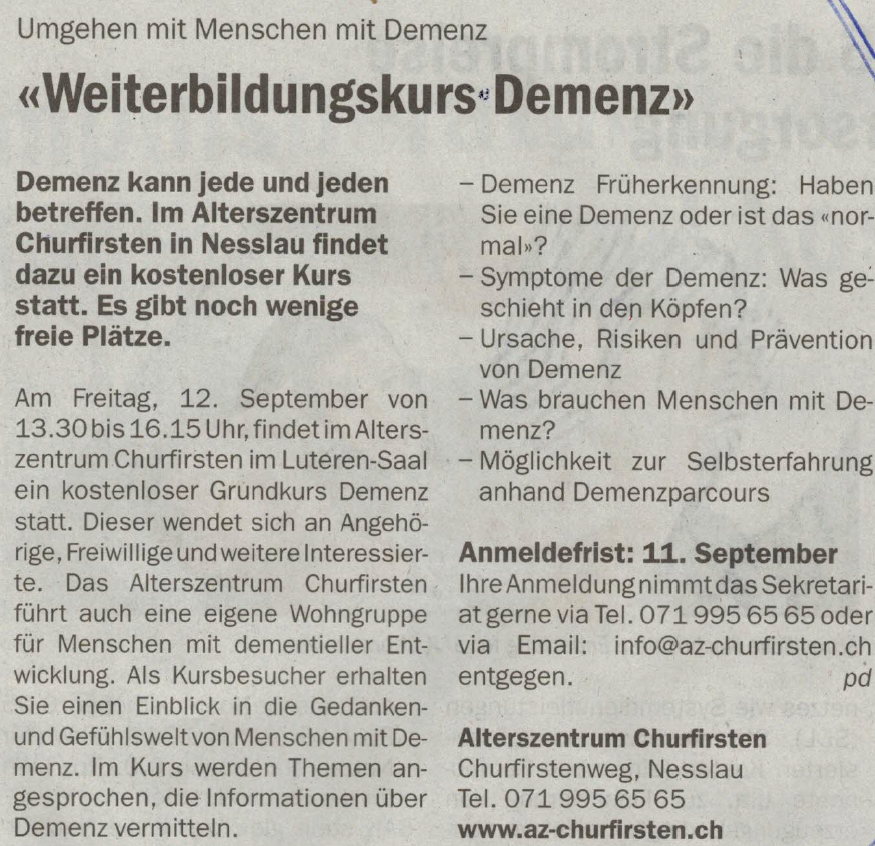 Umgehen mit Menschen mit Demenz
«Weiterbildungskurs Demenz»
Demenz kann jede und jeden
betreffen. Im Alterszentrum
Churfirsten in Nesslau findet
dazu ein kostenloser Kurs
statt. Es gibt noch wenige
freie Plätze.
Am Freitag, 12. September von
13.30 bis 16.15 Uhr, findet im Alters-
zentrum Churfirsten im Luteren-Saal
ein kostenloser Grundkurs Demenz
statt. Dieser wendet sich an Angehö-
rige, Freiwillige und weitere Interessier-
te. Das Alterszentrum Churfirsten
führt auch eine eigene Wohngruppe
für Menschen mit dementieller Ent-
wicklung. Als Kursbesucher erhalten
Sie einen Einblick in die Gedanken-
und Gefühlswelt von Menschen mit De-
menz. Im Kurs werden Themen an-
gesprochen, die Informationen über
Demenz vermitteln.
– Demenz Früherkennung: Haben
Sie eine Demenz oder ist das «nor-
mal»?
– Symptome der Demenz: Was ge-
schieht in den Köpfen?
– Ursache, Risiken und Prävention
von Demenz
– Was brauchen Menschen mit De-
menz?
– Möglichkeit zur Selbsterfahrung
anhand Demenzparcours
Anmeldefrist: 11. September
Ihre Anmeldung nimmt das Sekretari-
at gerne via Tel. 071 995 65 65 oder
via Email: info@az-churfirsten.ch
entgegen. pd
Alterszentrum Churfirsten
Churfirstenweg, Nesslau
Tel. 071 995 65 65
www.az-churfirsten.ch